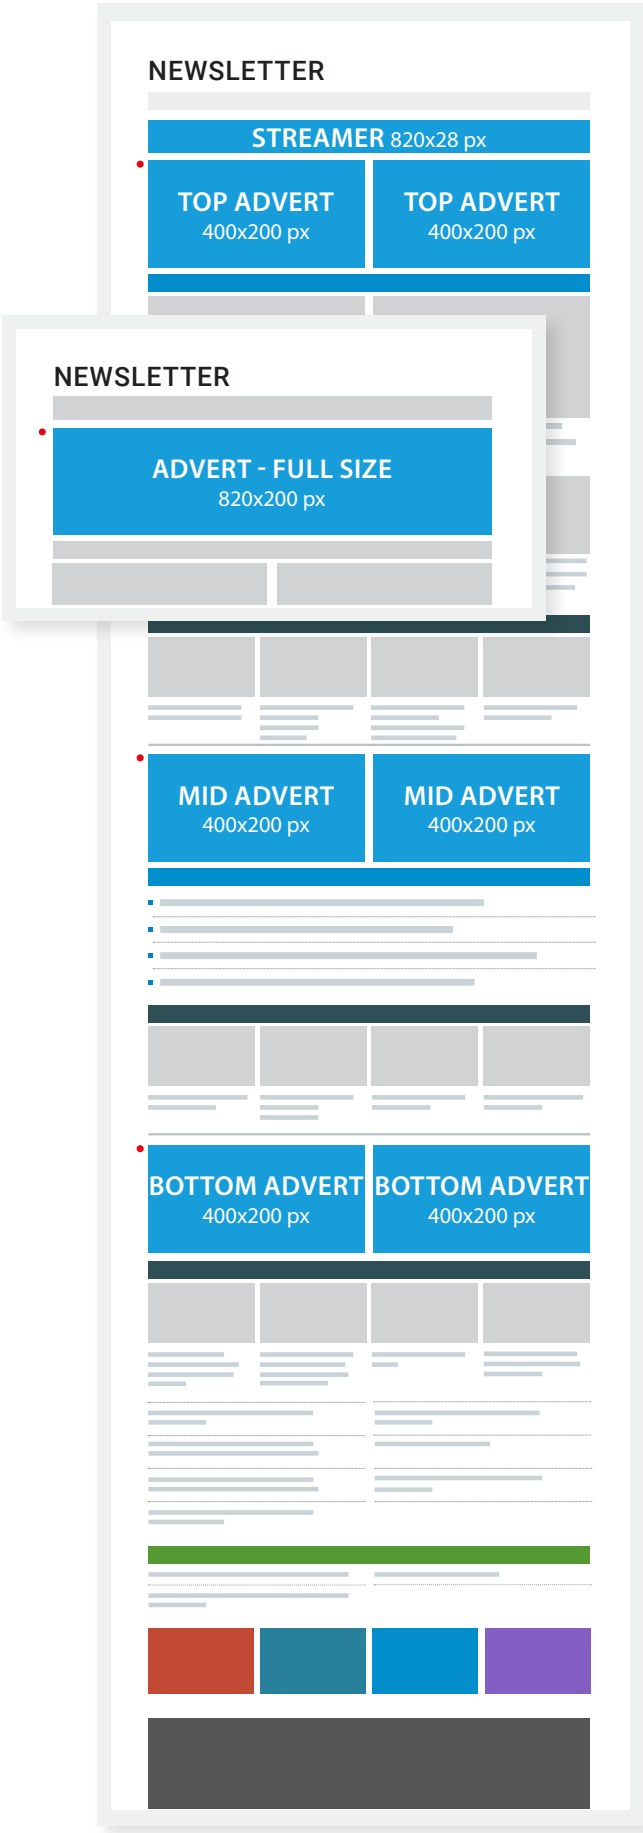 NEWSLETTER
STREAMER 820x28 px
TOP ADVERT
400x200 px
TOP ADVERT
400x200 px
NEWSLETTER
ADVERT - FULL SIZE
820x200 px
MID ADVERT
400x200 px
MID ADVERT
400x200 px
BOTTOM ADVERT
400x200 px
BOTTOM ADVERT
400x200 px